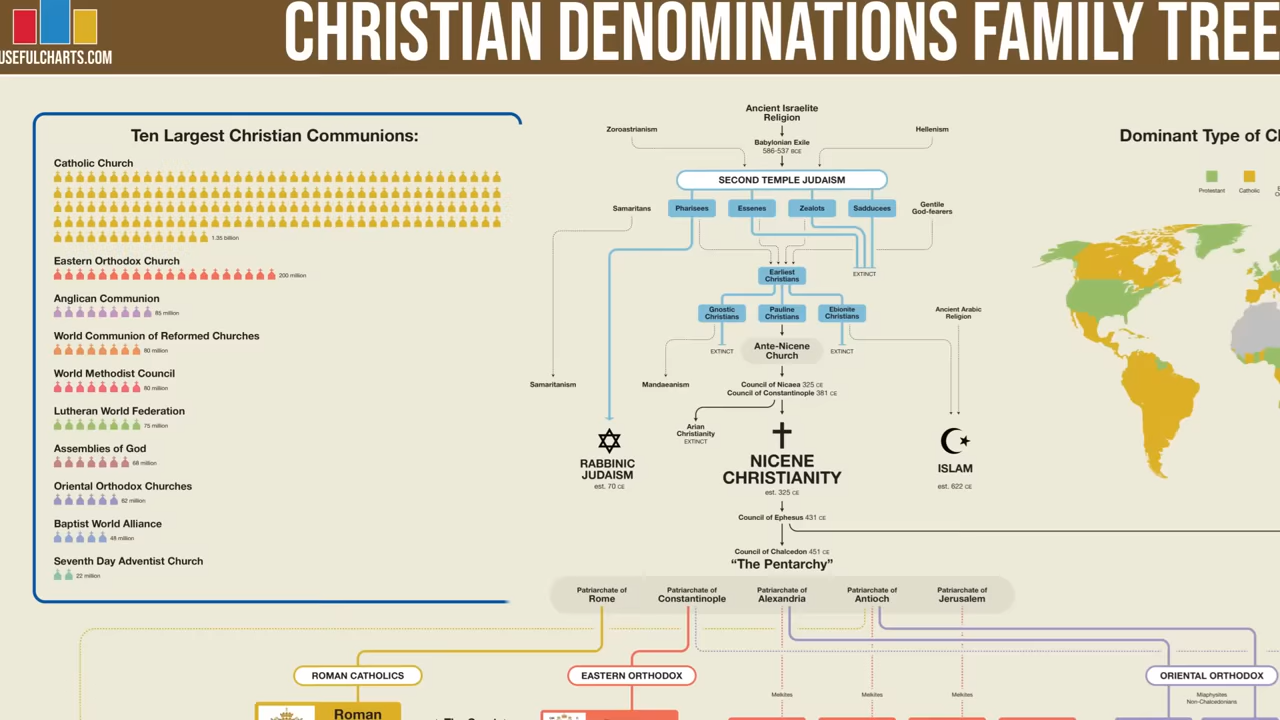 USEFULCHARTS.COM
CHRISTIAN DENOMINATIONS FAMILY TREE
Ten Largest Christian Communions:
Catholic Church
1.35 billion
Eastern Orthodox Church
200 million
Anglican Communion
85 million
World Communion of Reformed Churches
80 million
World Methodist Council
80 million
Lutheran World Federation
75 million
Assemblies of God
68 million
Oriental Orthodox Churches
62 million
Baptist World Alliance
48 million
Seventh Day Adventist Church
22 million
Ancient Israelite
Religion
Zoroastrianism
Hellenism
Babylonian Exile
586-537 BCE
SECOND TEMPLE JUDAISM
Samaritans
Pharisees
Essenes
Zealots
Sadducees
Gentile
God-fearers
EXTINCT
Earliest
Christians
Gnostic
Christians
Pauline
Christians
Ebionite
Christians
Ancient Arabic
Religion
EXTINCT
Ante-Nicene
Church
EXTINCT
Samaritanism
Mandaeanism
Council of Nicaea 325 CE
Council of Constantinople 381 CE
Arian
Christianity
EXTINCT
RABBINIC
JUDAISM
est. 70 CE
NICENE
CHRISTIANITY
est. 325 CE
ISLAM
est. 622 CE
Council of Ephesus 431 CE
Council of Chalcedon 451 CE
“The Pentarchy”
Patriarchate of
Rome
Patriarchate of
Constantinople
Patriarchate of
Alexandria
Patriarchate of
Antioch
Patriarchate of
Jerusalem
ROMAN CATHOLICS
EASTERN ORTHODOX
ORIENTAL ORTHODOX
Melkites
Melkites
Melkites
Miaphysites
Non-Chalcedonians
Roman
Dominant Type of
Protestant
Catholic